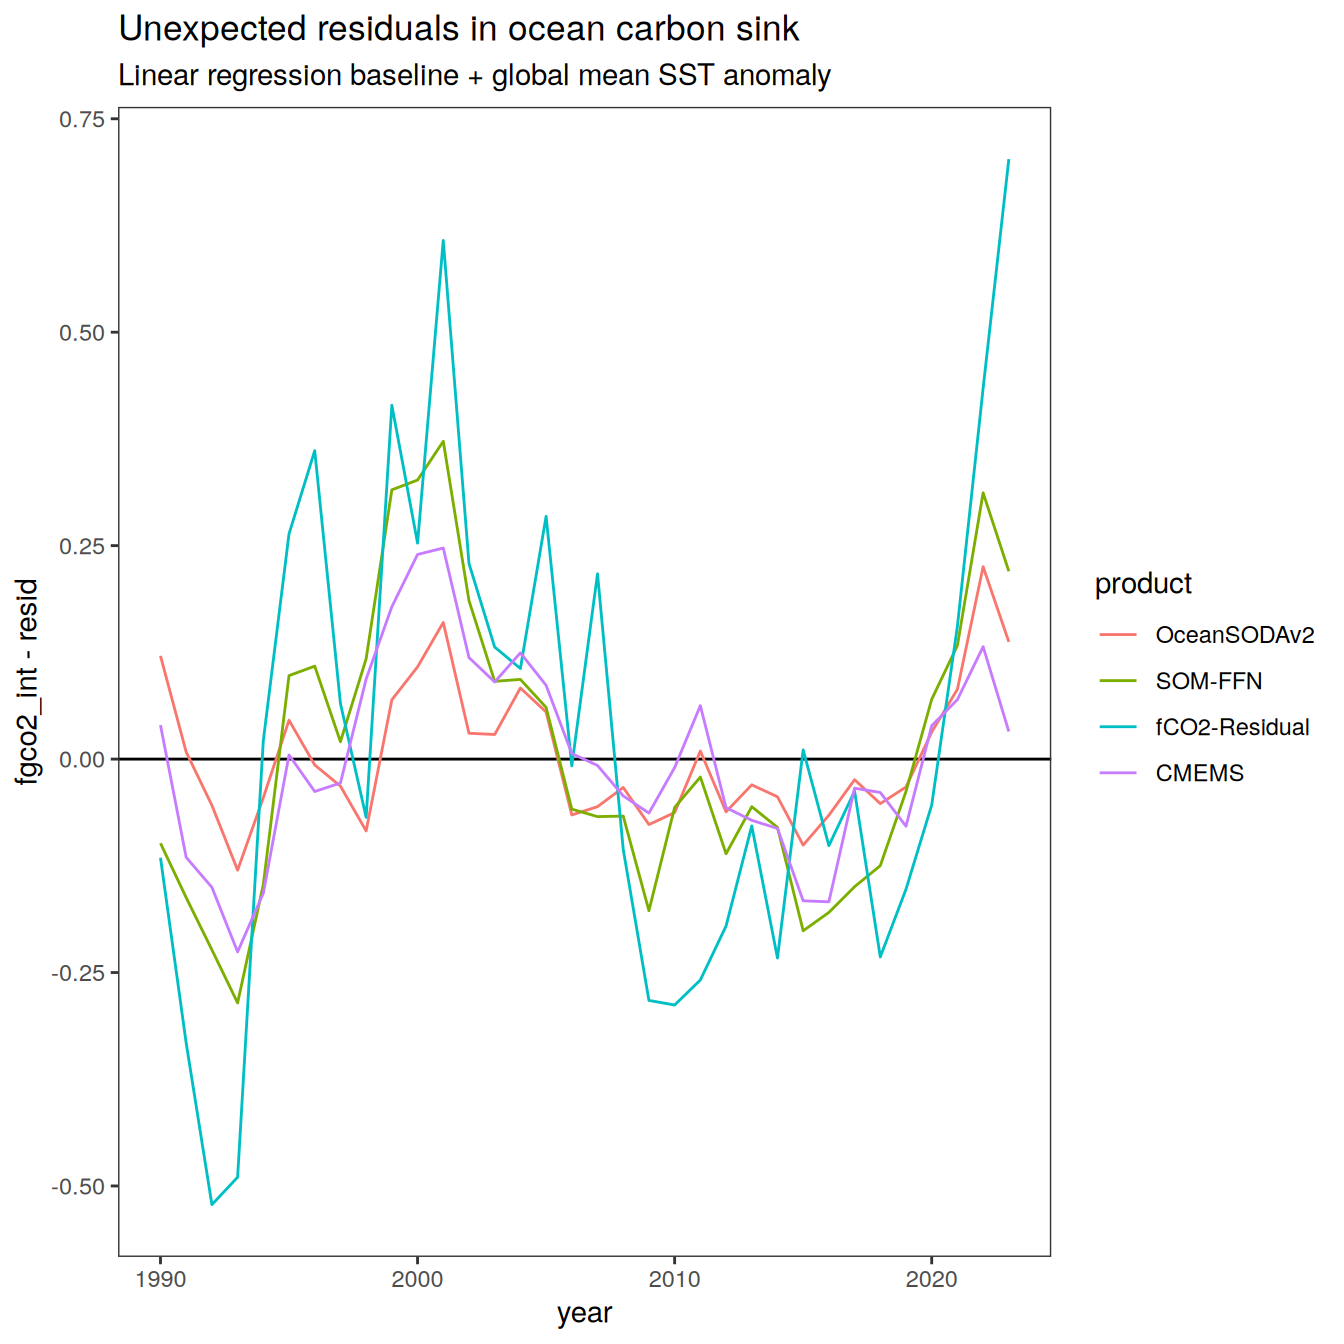 Unexpected residuals in ocean carbon sink
Linear regression baseline + global mean SST anomaly
0.75
0.50
0.25
0.00
-0.25
-0.50
fgco2_int - resid
1990
2000
2010
2020
year
product
OceanSODAv2
SOM-FFN
fCO2-Residual
CMEMS